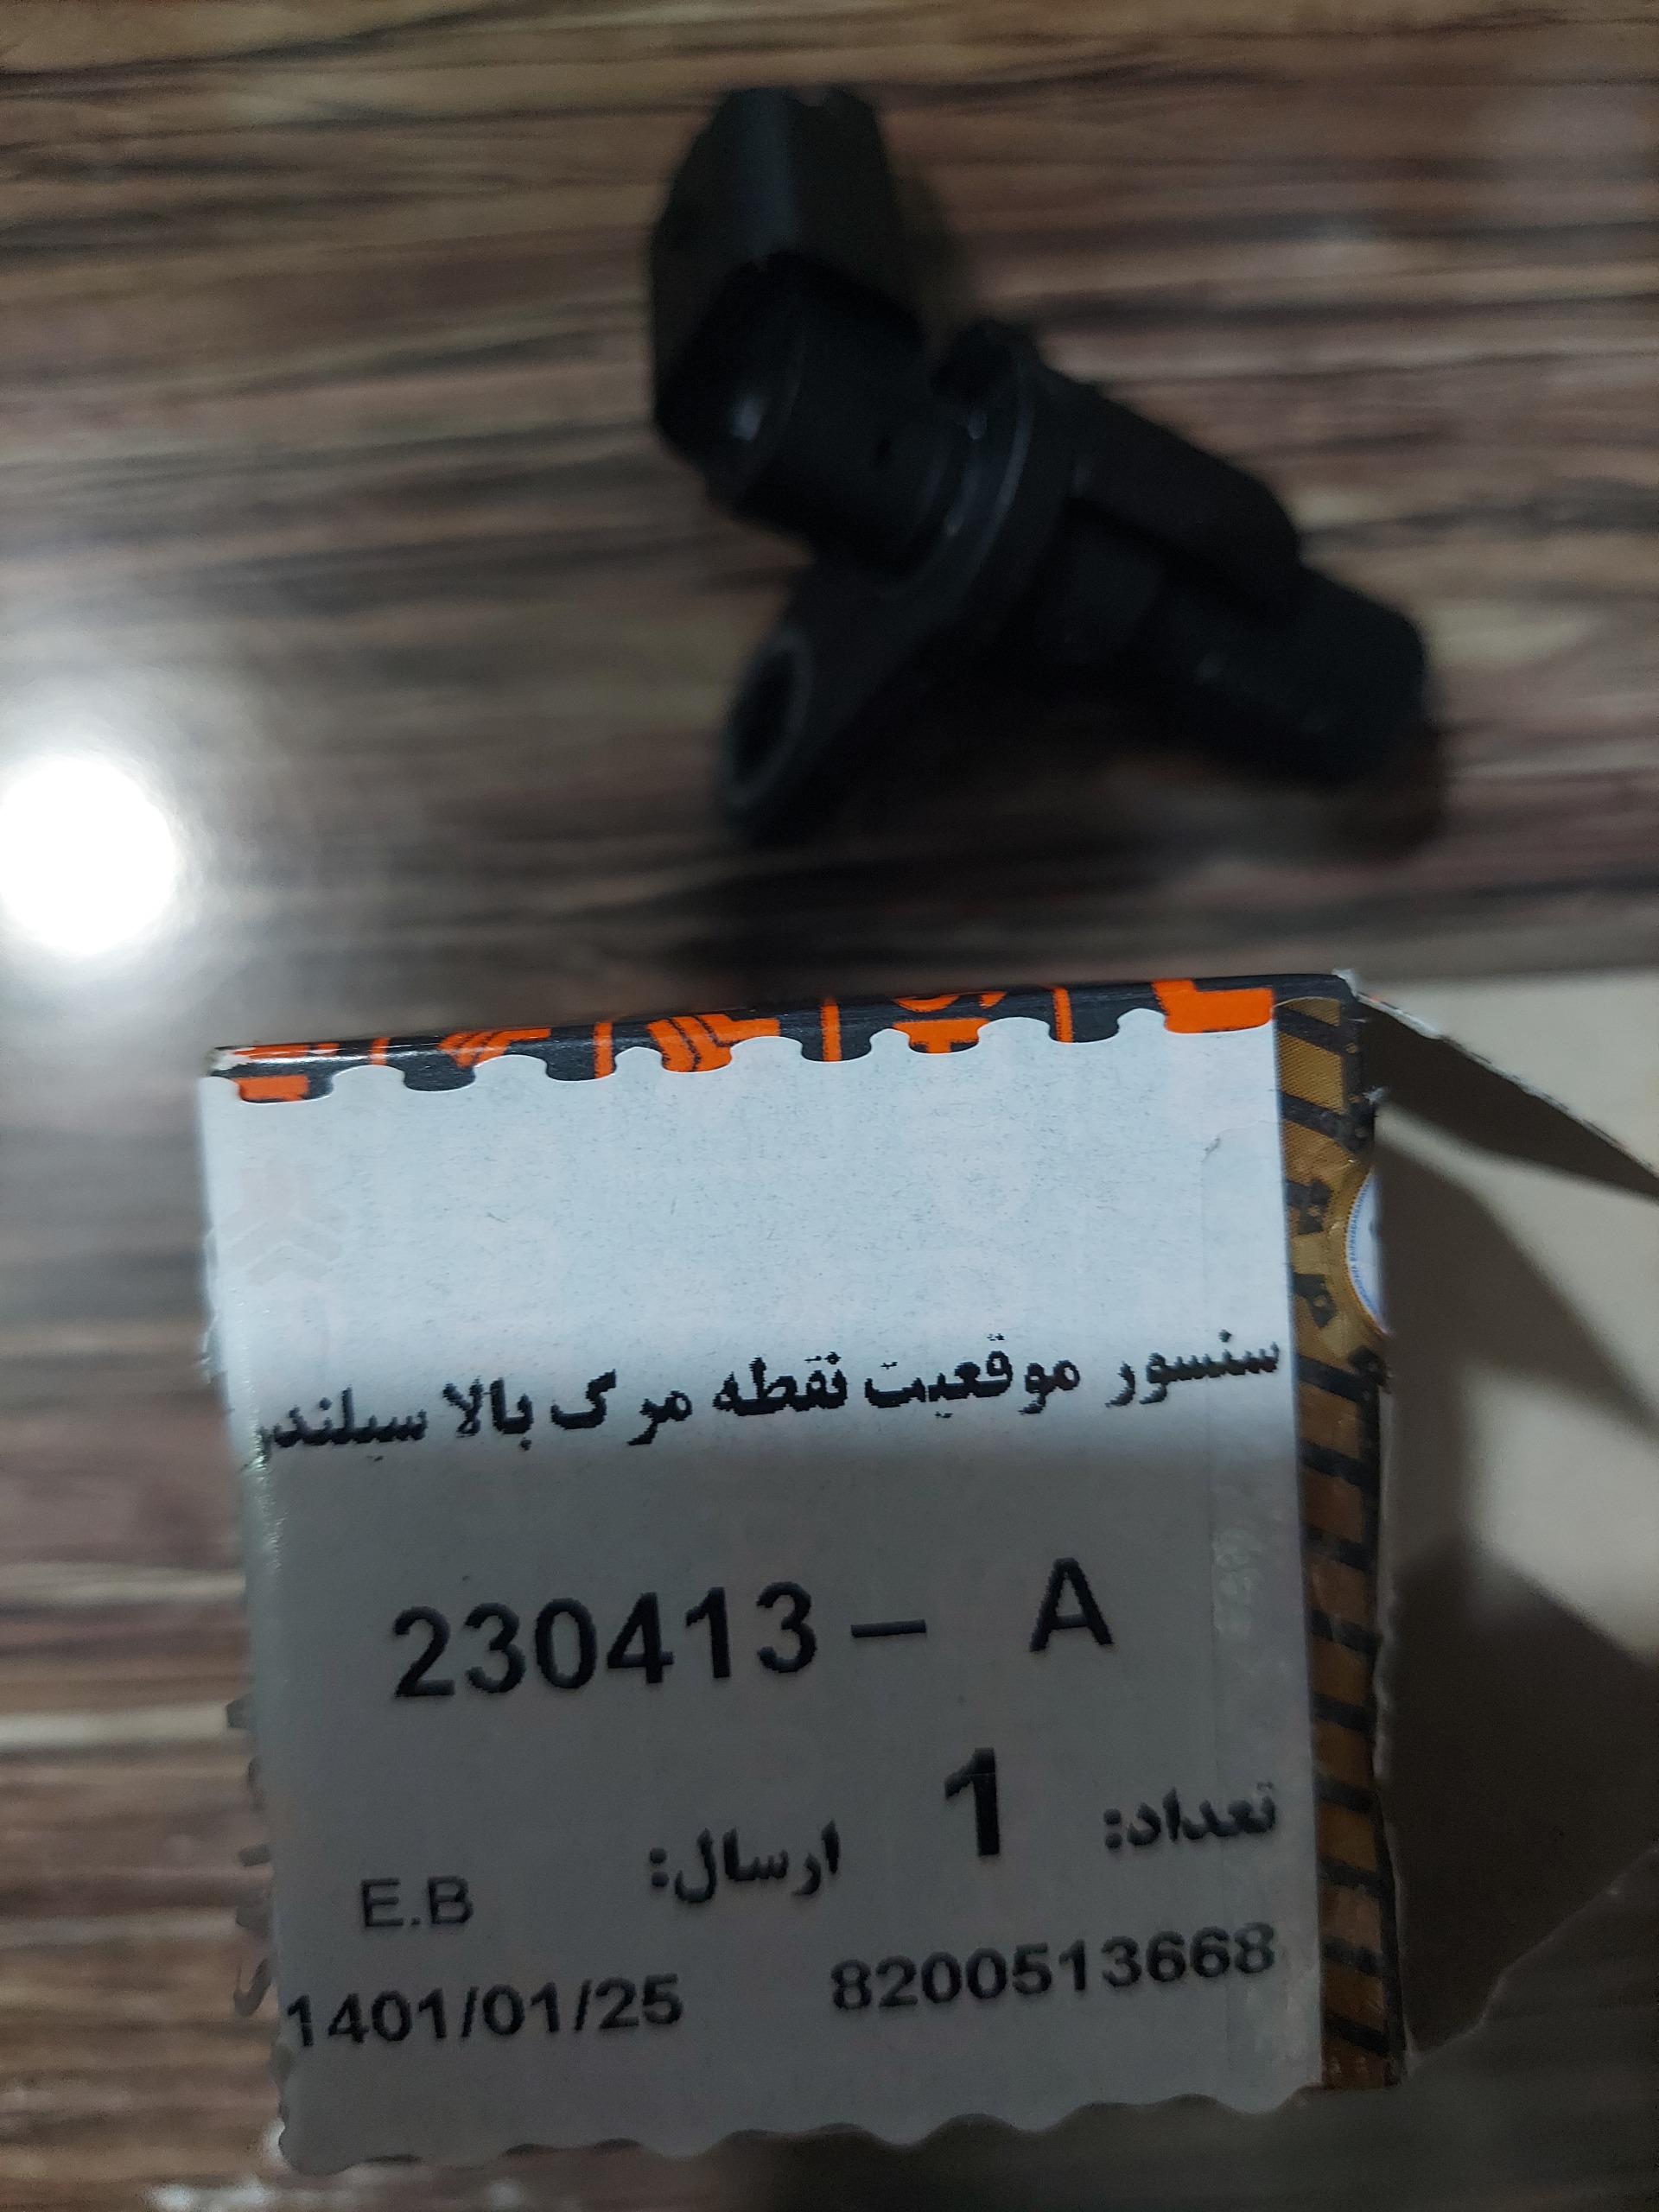 سنسور موقعیت نقطه مرگ بالا سیلندر
230413 – A
تعداد: 1 ارسال: E.B
8200513668 1401/01/25